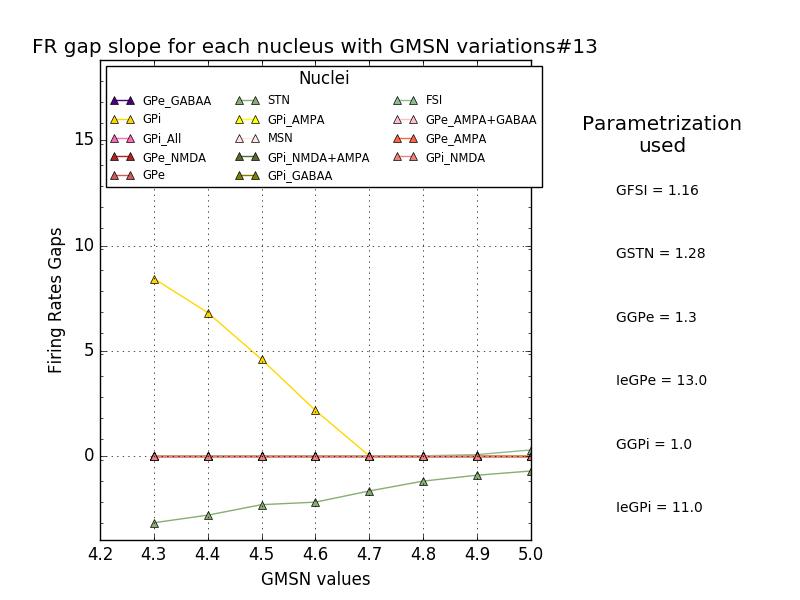 FR gap slope for each nucleus with GMSN variations#13
Nuclei
GPe_GABAA STN FSI
GPi GPi_AMPA GPe_AMPA+GABAA
GPi_All MSN GPe_AMPA
GPe_NMDA GPi_NMDA+AMPA GPi_NMDA
GPe GPi_GABAA
15
10
5
0
Firing Rates Gaps
4.2 4.3 4.4 4.5 4.6 4.7 4.8 4.9 5.0
GMSN values
Parametrization
used
GFSI = 1.16
GSTN = 1.28
GGPe = 1.3
IeGPe = 13.0
GGPi = 1.0
IeGPi = 11.0